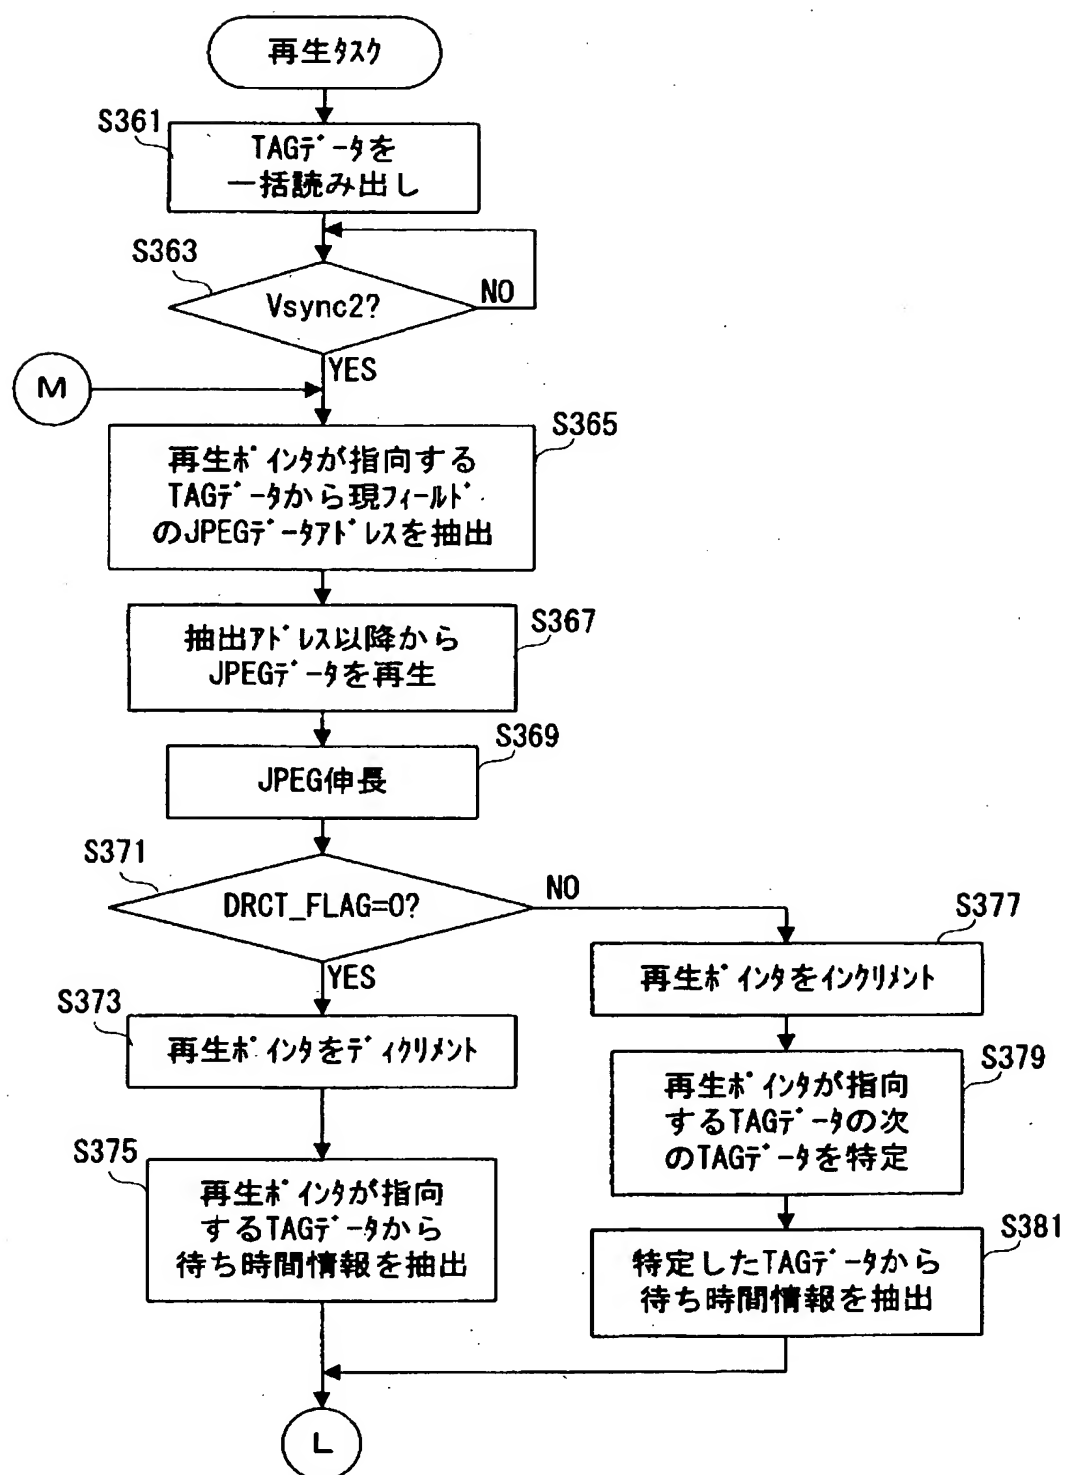 再生ﾀｽｸ
S361
TAGﾃﾞｰﾀを
一括読み出し
S363
Vsync2?
NO
YES
M
S365
再生ﾎﾟｲﾝﾀが指向する
TAGﾃﾞｰﾀから現ﾌｨｰﾙﾄﾞ
のJPEGﾃﾞｰﾀｱﾄﾞﾚｽを抽出
S367
抽出ｱﾄﾞﾚｽ以降から
JPEGﾃﾞｰﾀを再生
S369
JPEG伸長
S371
DRCT_FLAG=0?
NO
YES
S373
再生ﾎﾟｲﾝﾀをﾃﾞｨｸﾘﾒﾝﾄ
S375
再生ﾎﾟｲﾝﾀが指向
するTAGﾃﾞｰﾀから
待ち時間情報を抽出
S377
再生ﾎﾟｲﾝﾀをｲﾝｸﾘﾒﾝﾄ
S379
再生ﾎﾟｲﾝﾀが指向
するTAGﾃﾞｰﾀの次
のTAGﾃﾞｰﾀを特定
S381
特定したTAGﾃﾞｰﾀから
待ち時間情報を抽出
L